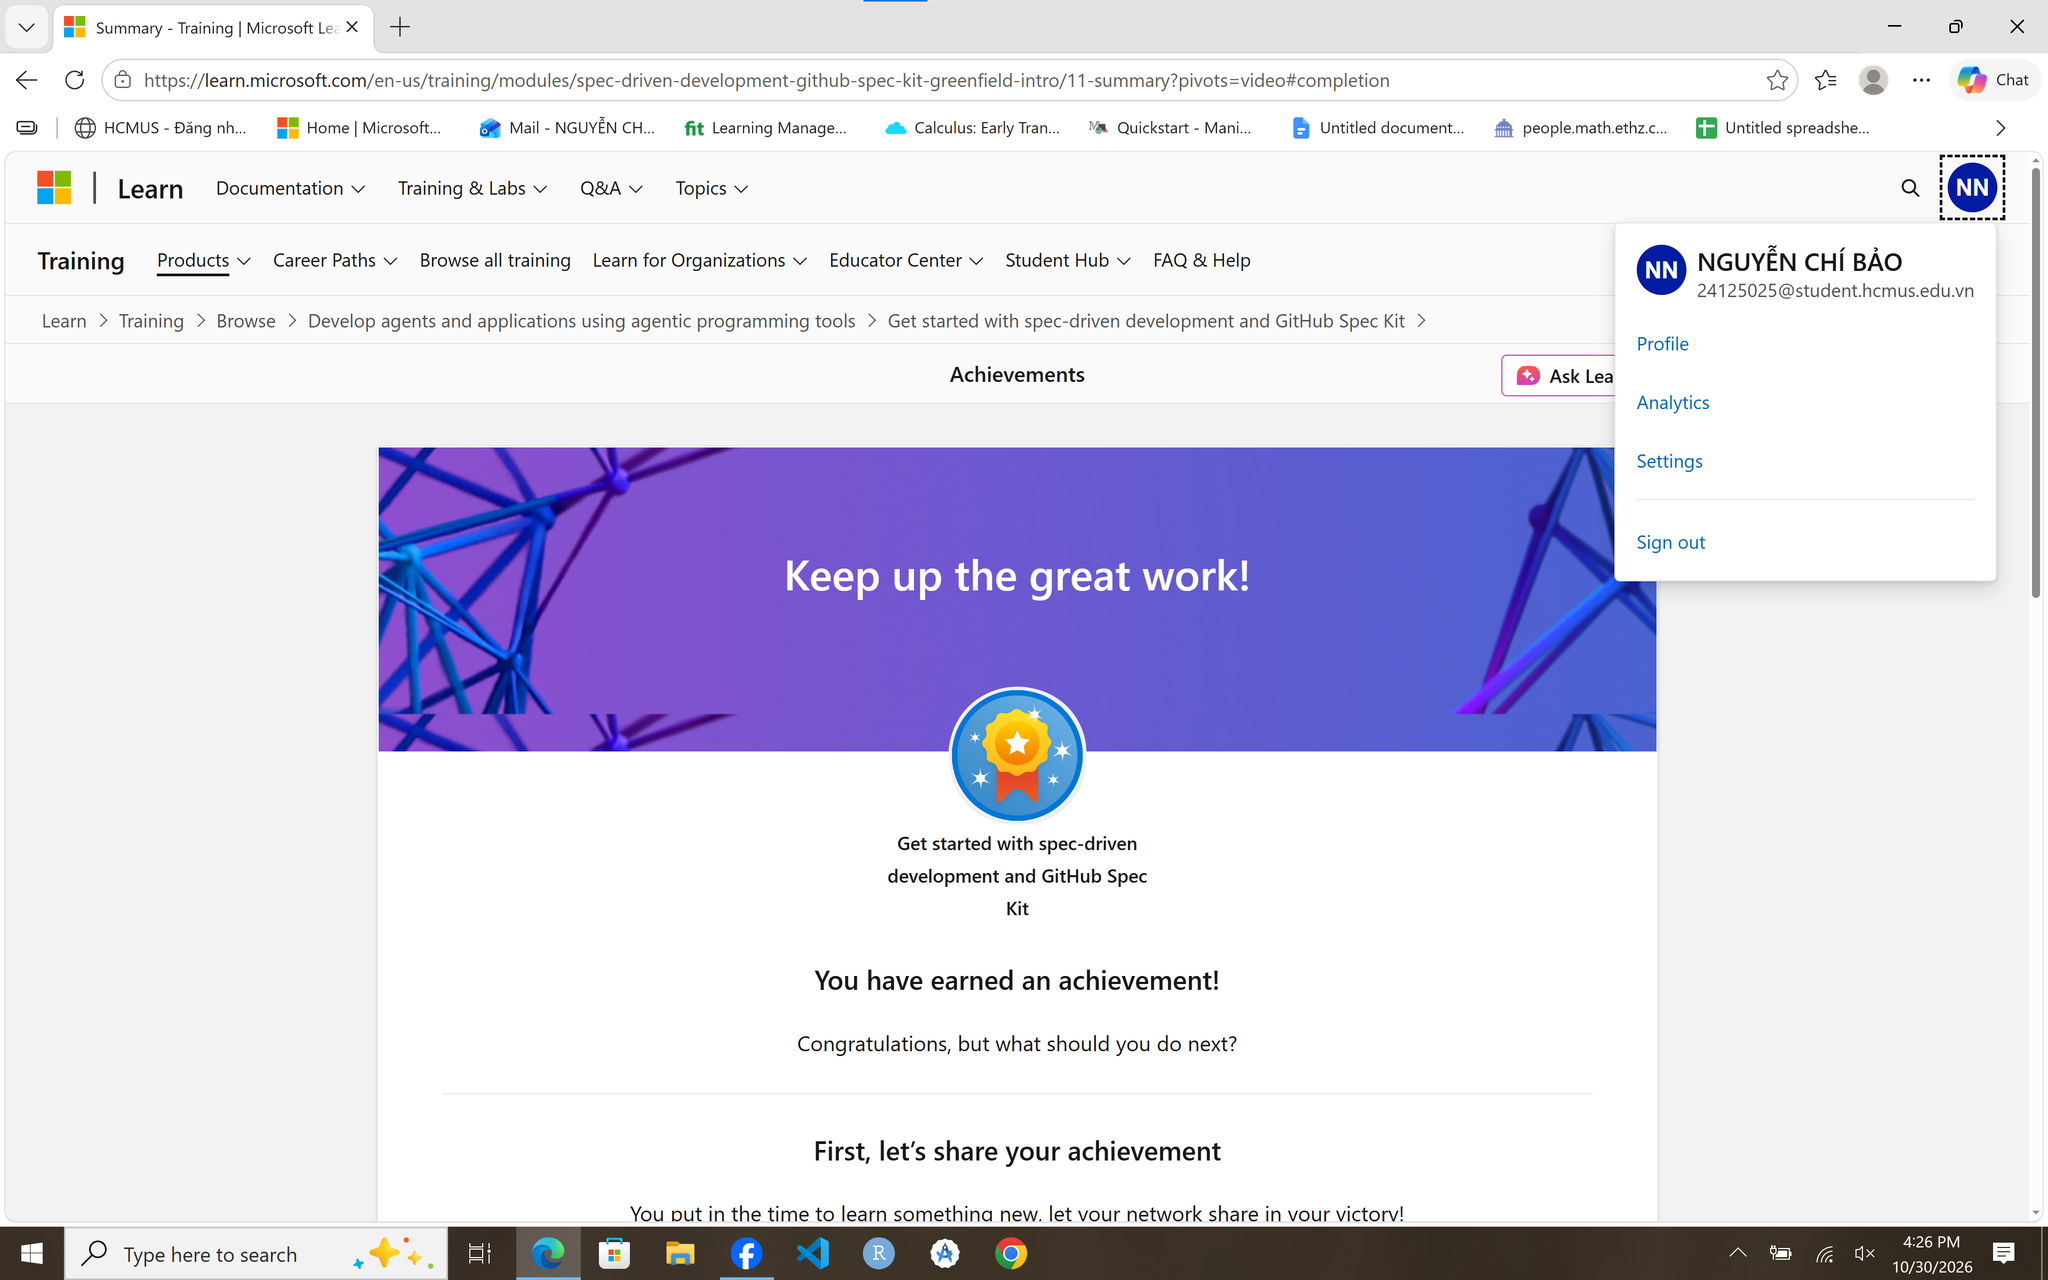 Summary - Training | Microsoft Lea
https://learn.microsoft.com/en-us/training/modules/spec-driven-development-github-spec-kit-greenfield-intro/11-summary?pivots=video#completion
Chat
HCMUS - Đăng nh...
Home | Microsoft...
Mail - NGUYỄN CH...
fit Learning Manage...
Calculus: Early Tran...
Quickstart - Mani...
Untitled document...
people.math.ethz.c...
Untitled spreadshe...
Learn
Documentation
Training & Labs
Q&A
Topics
NN
Training
Products
Career Paths
Browse all training
Learn for Organizations
Educator Center
Student Hub
FAQ & Help
NN
NGUYỄN CHÍ BẢO
24125025@student.hcmus.edu.vn
Profile
Analytics
Settings
Sign out
Learn > Training > Browse > Develop agents and applications using agentic programming tools > Get started with spec-driven development and GitHub Spec Kit >
Achievements
Ask Lea
Keep up the great work!
Get started with spec-driven
development and GitHub Spec
Kit
You have earned an achievement!
Congratulations, but what should you do next?
First, let's share your achievement
You put in the time to learn something new, let your network share in your victory!
Type here to search
R
4:26 PM
10/30/2026